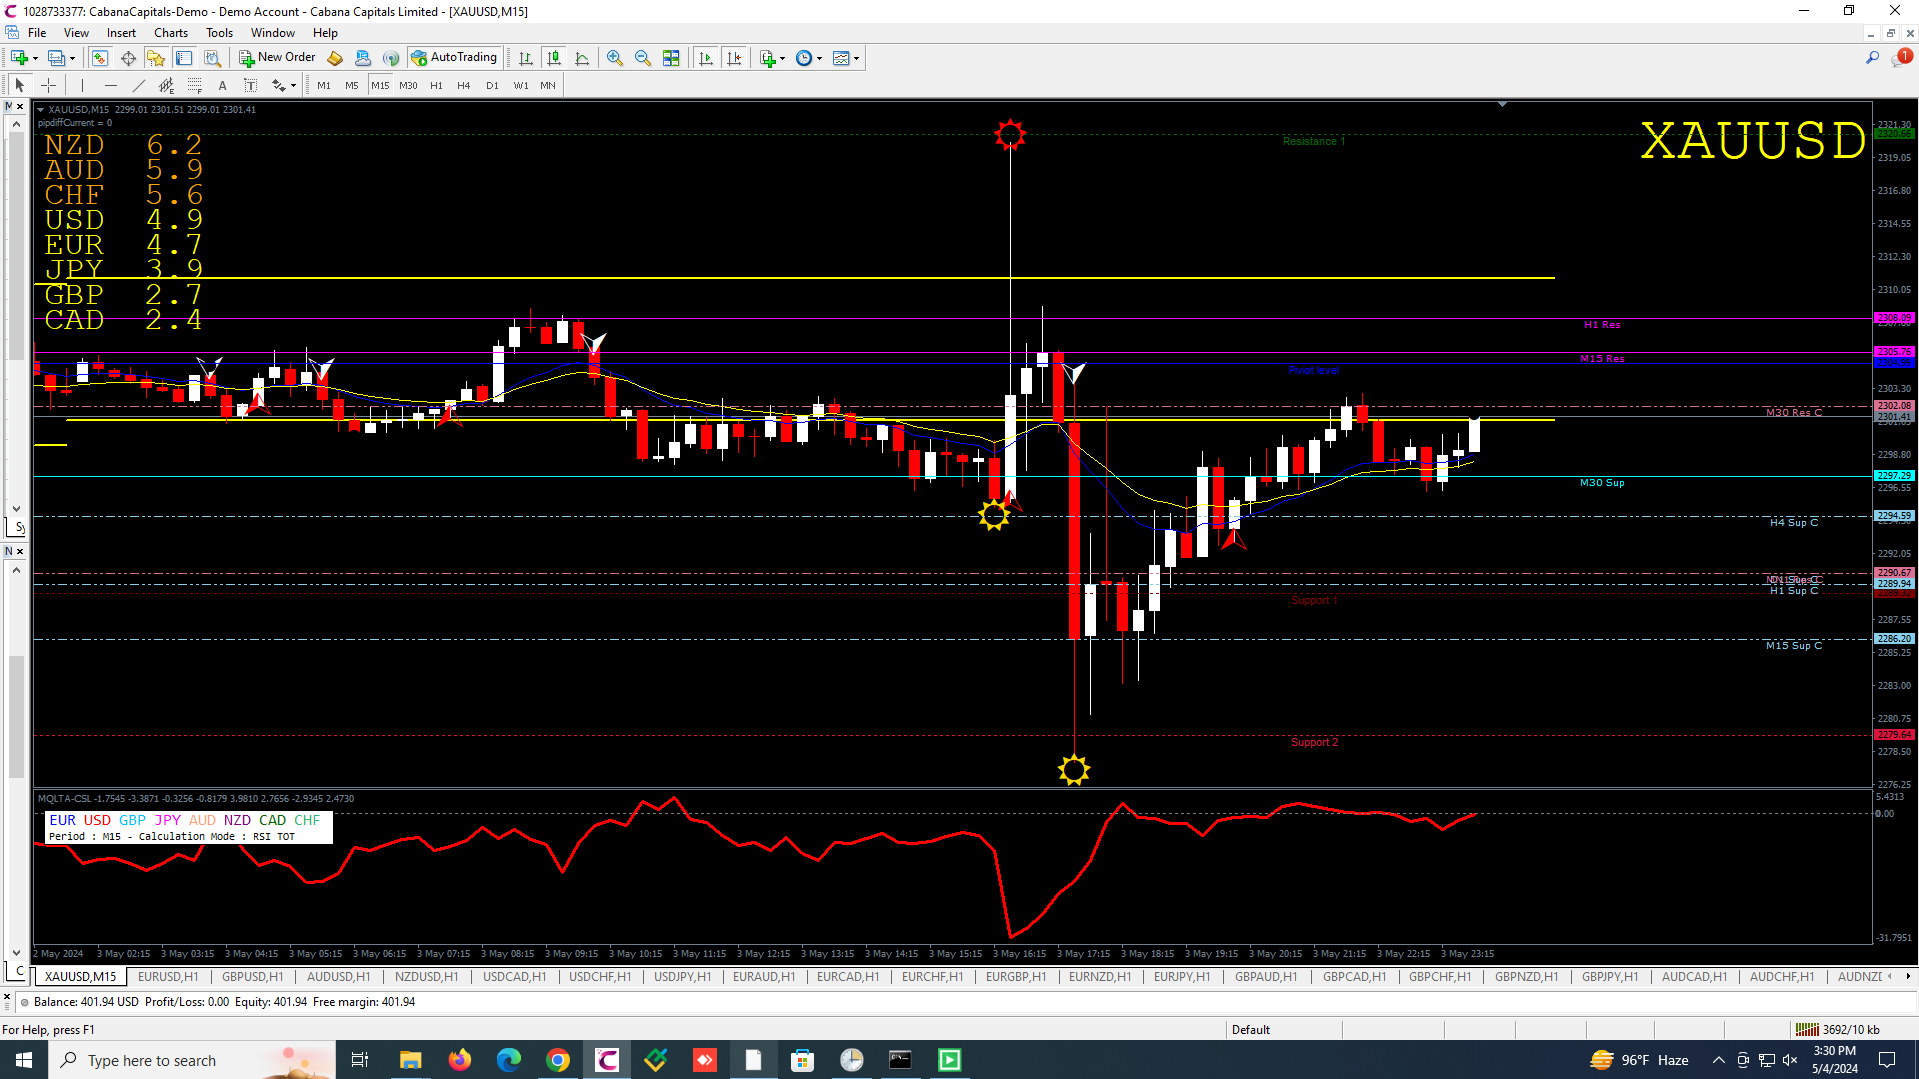 1028733377: CabanaCapitals-Demo - Demo Account - Cabana Capitals Limited - [XAUUSD,M15]
File View Insert Charts Tools Window Help
New Order AutoTrading 1
A T M1 M5 M15 M30 H1 H4 D1 W1 MN
M
XAUUSD,M15 2299.01 2301.51 2299.01 2301.41
pipdiffCurrent = 0
XAUUSD
NZD 6.2
AUD 5.9
CHF 5.6
USD 4.9
EUR 4.7
JPY 3.9
GBP 2.7
CAD 2.4
2321.30
2320.66
Resistance 1
2319.05
2316.80
2314.55
2312.30
2310.05
2308.09
H1 Res
2305.76
M15 Res
Pivot level
2303.30
2302.08
M30 Res C
2301.41
2298.80
2297.29
M30 Sup
2296.55
2294.59
H4 Sup C
Sy
N
2292.05
2290.67
2289.94
H1 Sup C
Support 1
2287.55
2286.20
M15 Sup C
2285.25
2283.00
2280.75
2279.64
Support 2
2278.50
2276.25
MQLTA-CSL -1.7545 -3.3871 -0.3256 -0.8179 3.9810 2.7656 -2.9345 2.4730
5.4313
EUR USD GBP JPY AUD NZD CAD CHF
0.00
Period : M15 - Calculation Mode : RSI TOT
-31.7951
2 May 2024 3 May 02:15 3 May 03:15 3 May 04:15 3 May 05:15 3 May 06:15 3 May 07:15 3 May 08:15 3 May 09:15 3 May 10:15 3 May 11:15 3 May 12:15 3 May 13:15 3 May 14:15 3 May 15:15 3 May 16:15 3 May 17:15 3 May 18:15 3 May 19:15 3 May 20:15 3 May 21:15 3 May 22:15 3 May 23:15
C
XAUUSD,M15 EURUSD,H1 GBPUSD,H1 AUDUSD,H1 NZDUSD,H1 USDCAD,H1 USDCHF,H1 USDJPY,H1 EURAUD,H1 EURCAD,H1 EURCHF,H1 EURGBP,H1 EURNZD,H1 EURJPY,H1 GBPAUD,H1 GBPCAD,H1 GBPCHF,H1 GBPNZD,H1 GBPJPY,H1 AUDCAD,H1 AUDCHF,H1 AUDNZD
Balance: 401.94 USD Profit/Loss: 0.00 Equity: 401.94 Free margin: 401.94
For Help, press F1 Default 3692/10 kb
Type here to search 96°F Haze 3:30 PM
5/4/2024